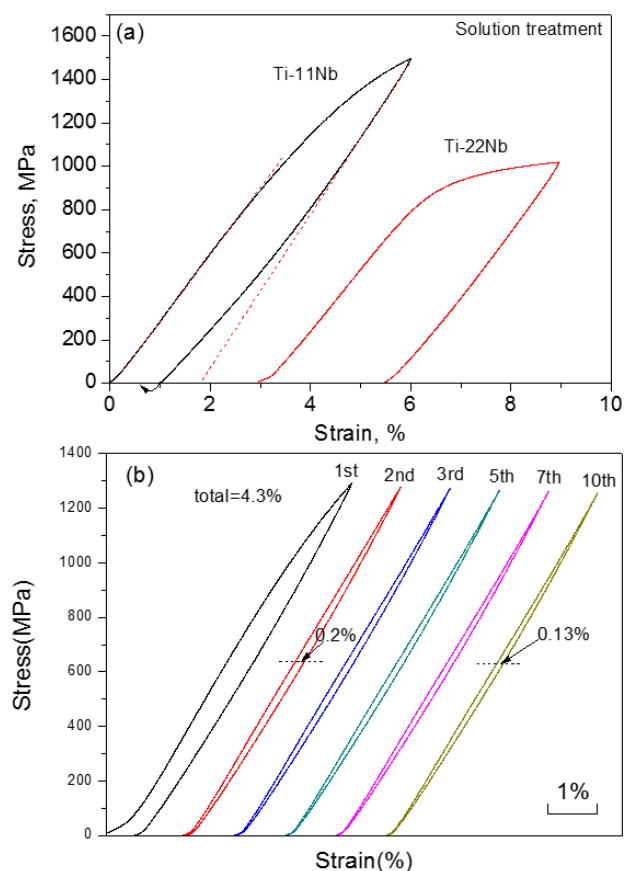 (a)
Solution treatment
Ti-11Nb
Ti-22Nb
1600
1400
1200
1000
800
600
400
200
0
Stress, MPa
0 2 4 6 8 10
Strain, %
(b)
total=4.3%
1st 2nd 3rd 5th 7th 10th
1400
1200
1000
800
600
400
200
0
Stress(MPa)
0.2%
0.13%
1%
Strain(%)